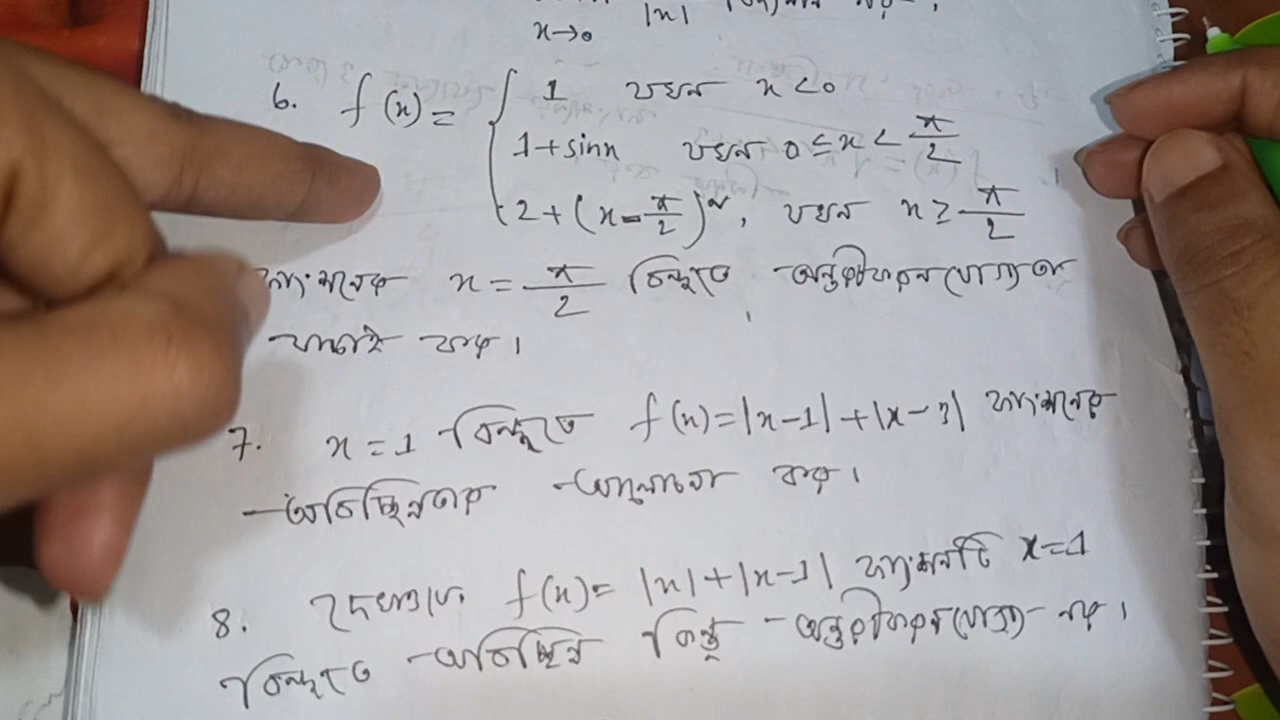 x→0 |x|
6. f(x) = { 1 যখন x < 0
1 + sinx যখন 0 ≤ x < π/2
2 + (x - π/2)², যখন x ≥ π/2
ফাংশনের x = π/2 বিন্দুতে অন্তরীকরণযোগ্যতা
যাচাই কর।
7. x = 1 বিন্দুতে f(x) = |x-1| + |x-3| ফাংশনের
অবিচ্ছিন্নতার আলোচনা কর।
8. দেখাও যে f(x) = |x| + |x-1| ফাংশনটি x = 1
বিন্দুতে অবিচ্ছিন্ন কিন্তু অন্তরীকরণযোগ্য নয়।